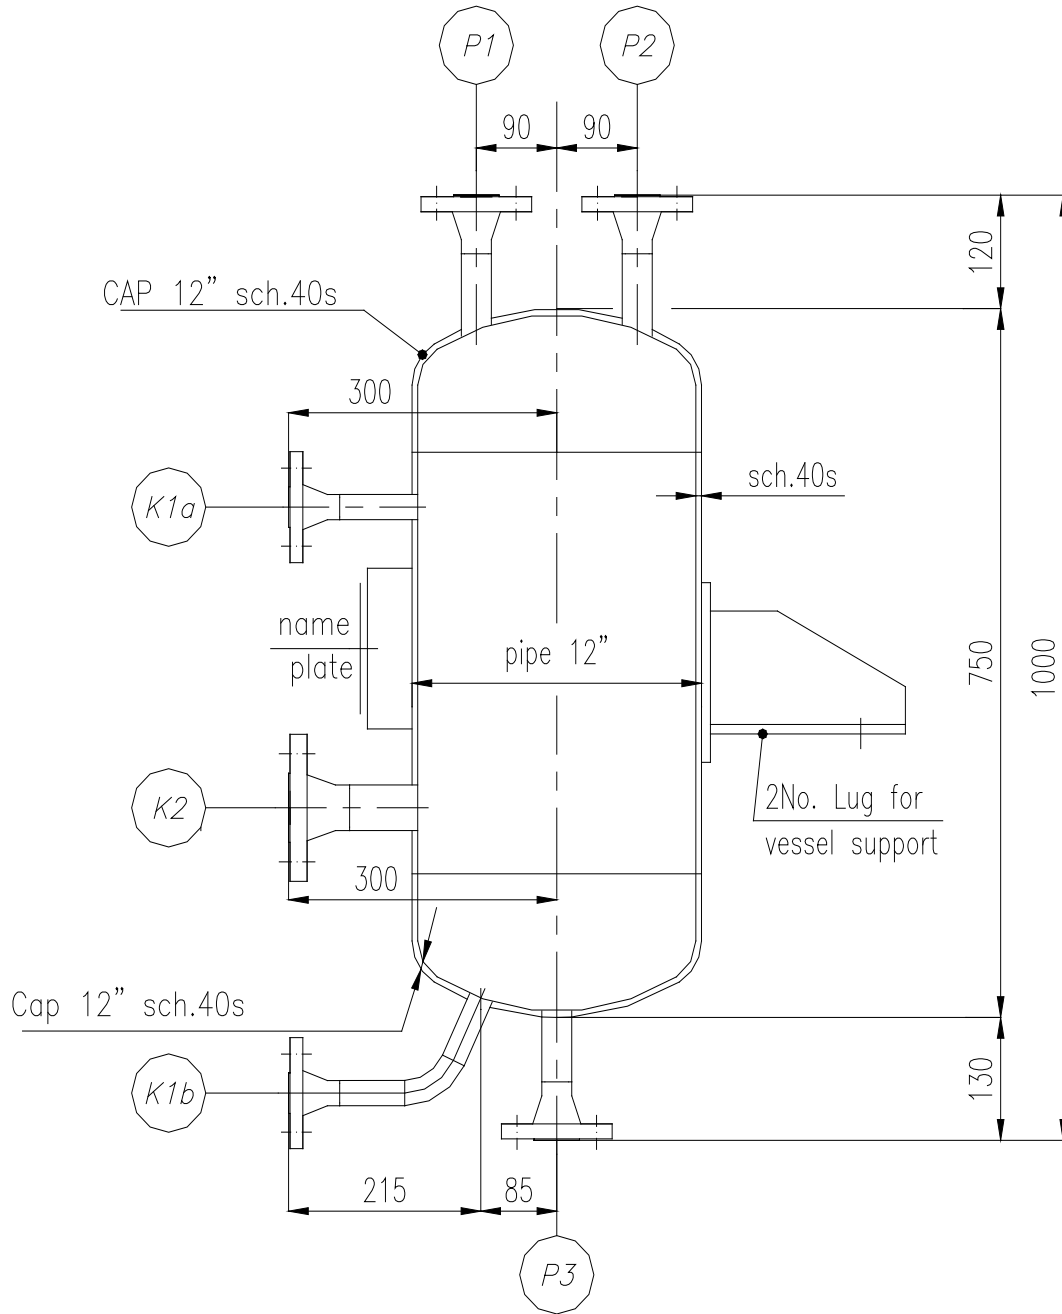 P1
P2
90
90
120
CAP 12” sch.40s
300
sch.40s
K1a
name
plate
pipe 12”
750
1000
K2
2No. Lug for
vessel support
300
Cap 12” sch.40s
K1b
130
215
85
P3